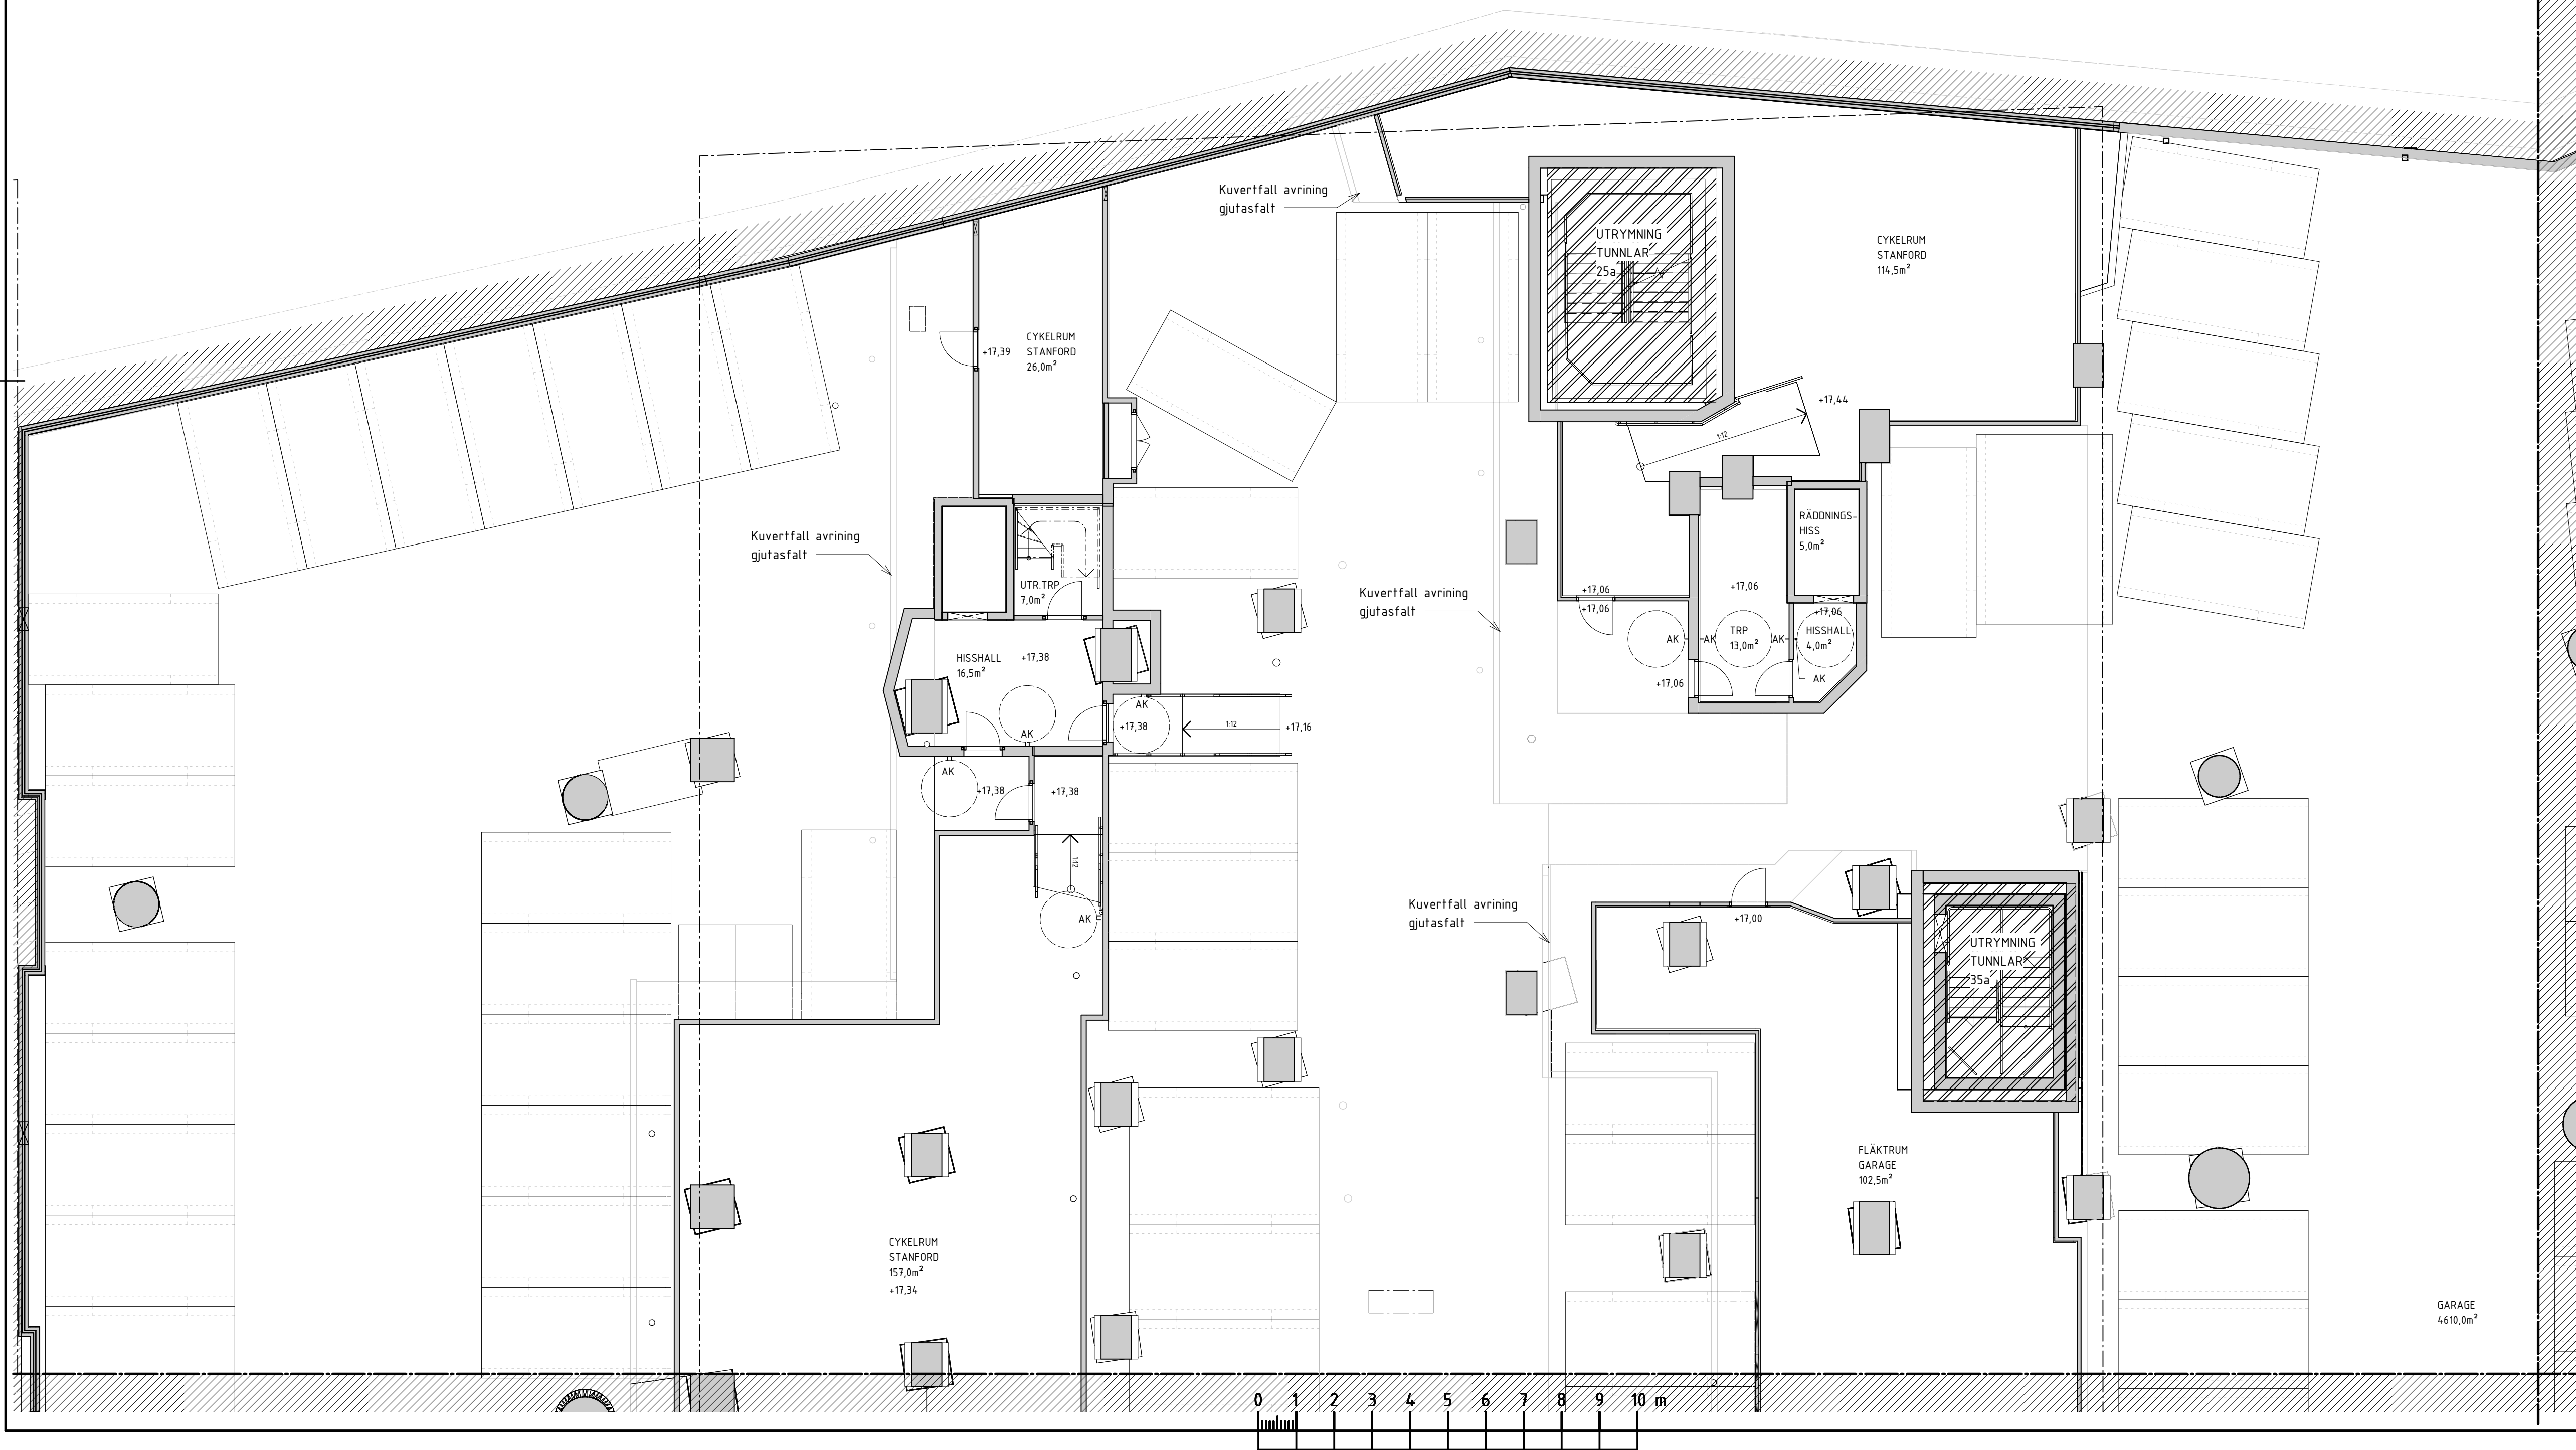 Kuvertfall avrining
gjutasfalt
UTRYMNING
TUNNLAR
25a
CYKELRUM
STANFORD
114,5m²
+17,39
CYKELRUM
STANFORD
26,0m²
+17,44
1:12
Kuvertfall avrining
gjutasfalt
RÄDDNINGS-
HISS
5,0m²
UTR.TRP
7,0m²
Kuvertfall avrining
gjutasfalt
+17,06
+17,06
+17,06
+17,06
AK
AK
TRP
13,0m²
AK
HISSHALL
4,0m²
AK
+17,06
HISSHALL
16,5m²
+17,38
AK
+17,38
1:12
+17,16
AK
AK
+17,38
+17,38
1:12
AK
Kuvertfall avrining
gjutasfalt
+17,00
UTRYMNING
TUNNLAR
35a
FLÄKTRUM
GARAGE
102,5m²
CYKELRUM
STANFORD
157,0m²
+17,34
GARAGE
4610,0m²
0 1 2 3 4 5 6 7 8 9 10 m